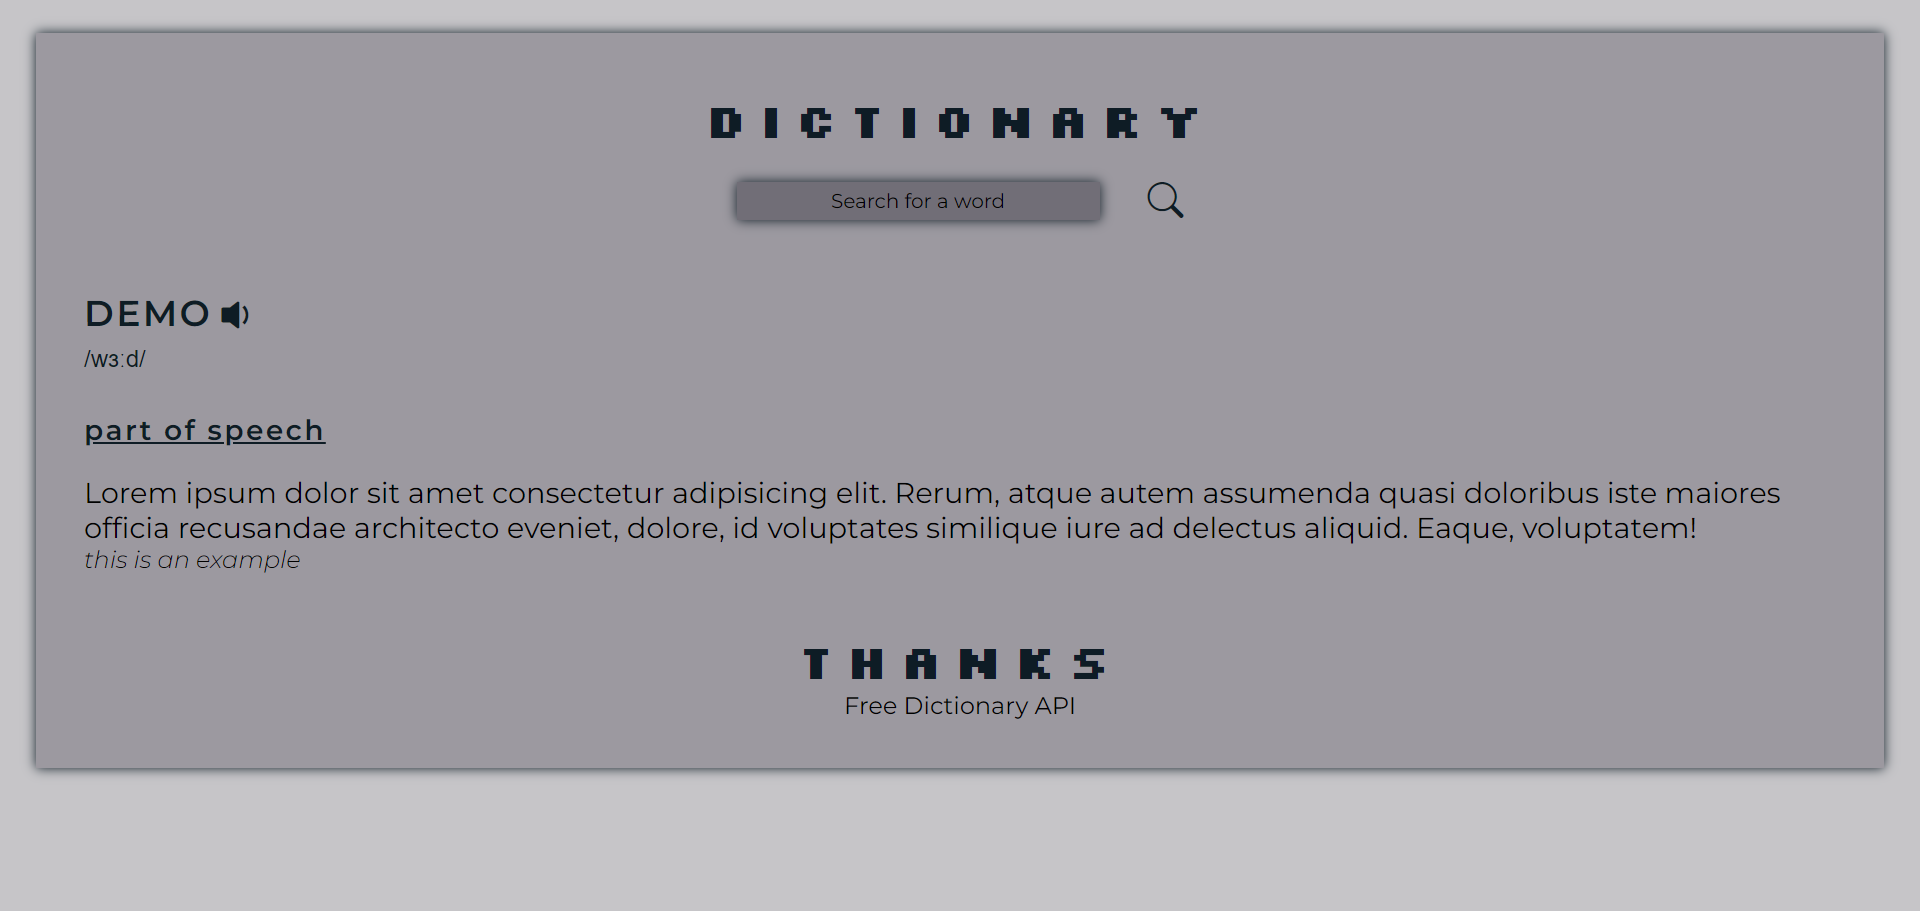 DICTIONARY
Search for a word
DEMO
/wɜːd/
part of speech
Lorem ipsum dolor sit amet consectetur adipisicing elit. Rerum, atque autem assumenda quasi doloribus iste maiores
officia recusandae architecto eveniet, dolore, id voluptates similique iure ad delectus aliquid. Eaque, voluptatem!
this is an example
THANKS
Free Dictionary API